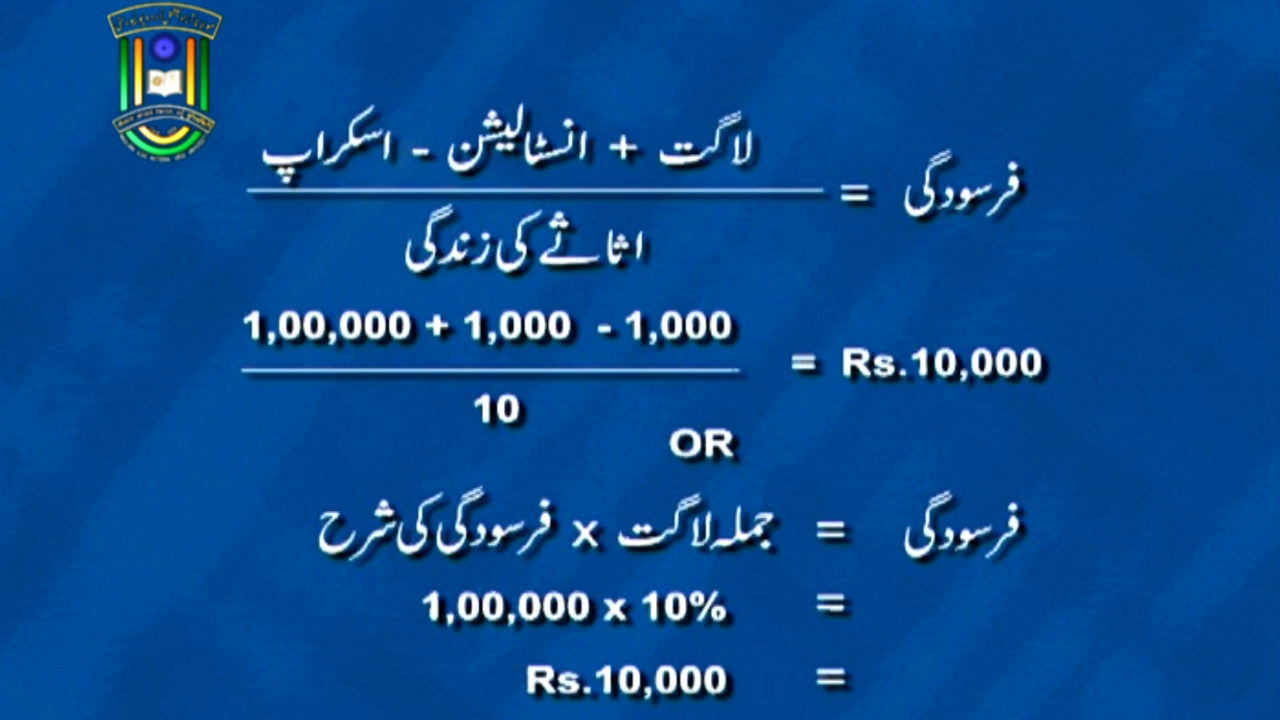 فرسودگی = لاگت + انسٹالیشن - اسکراپ
اثاثے کی زندگی
1,00,000 + 1,000 - 1,000
10
= Rs.10,000
OR
فرسودگی = جملہ لاگت x فرسودگی کی شرح
= 1,00,000 x 10%
= Rs.10,000